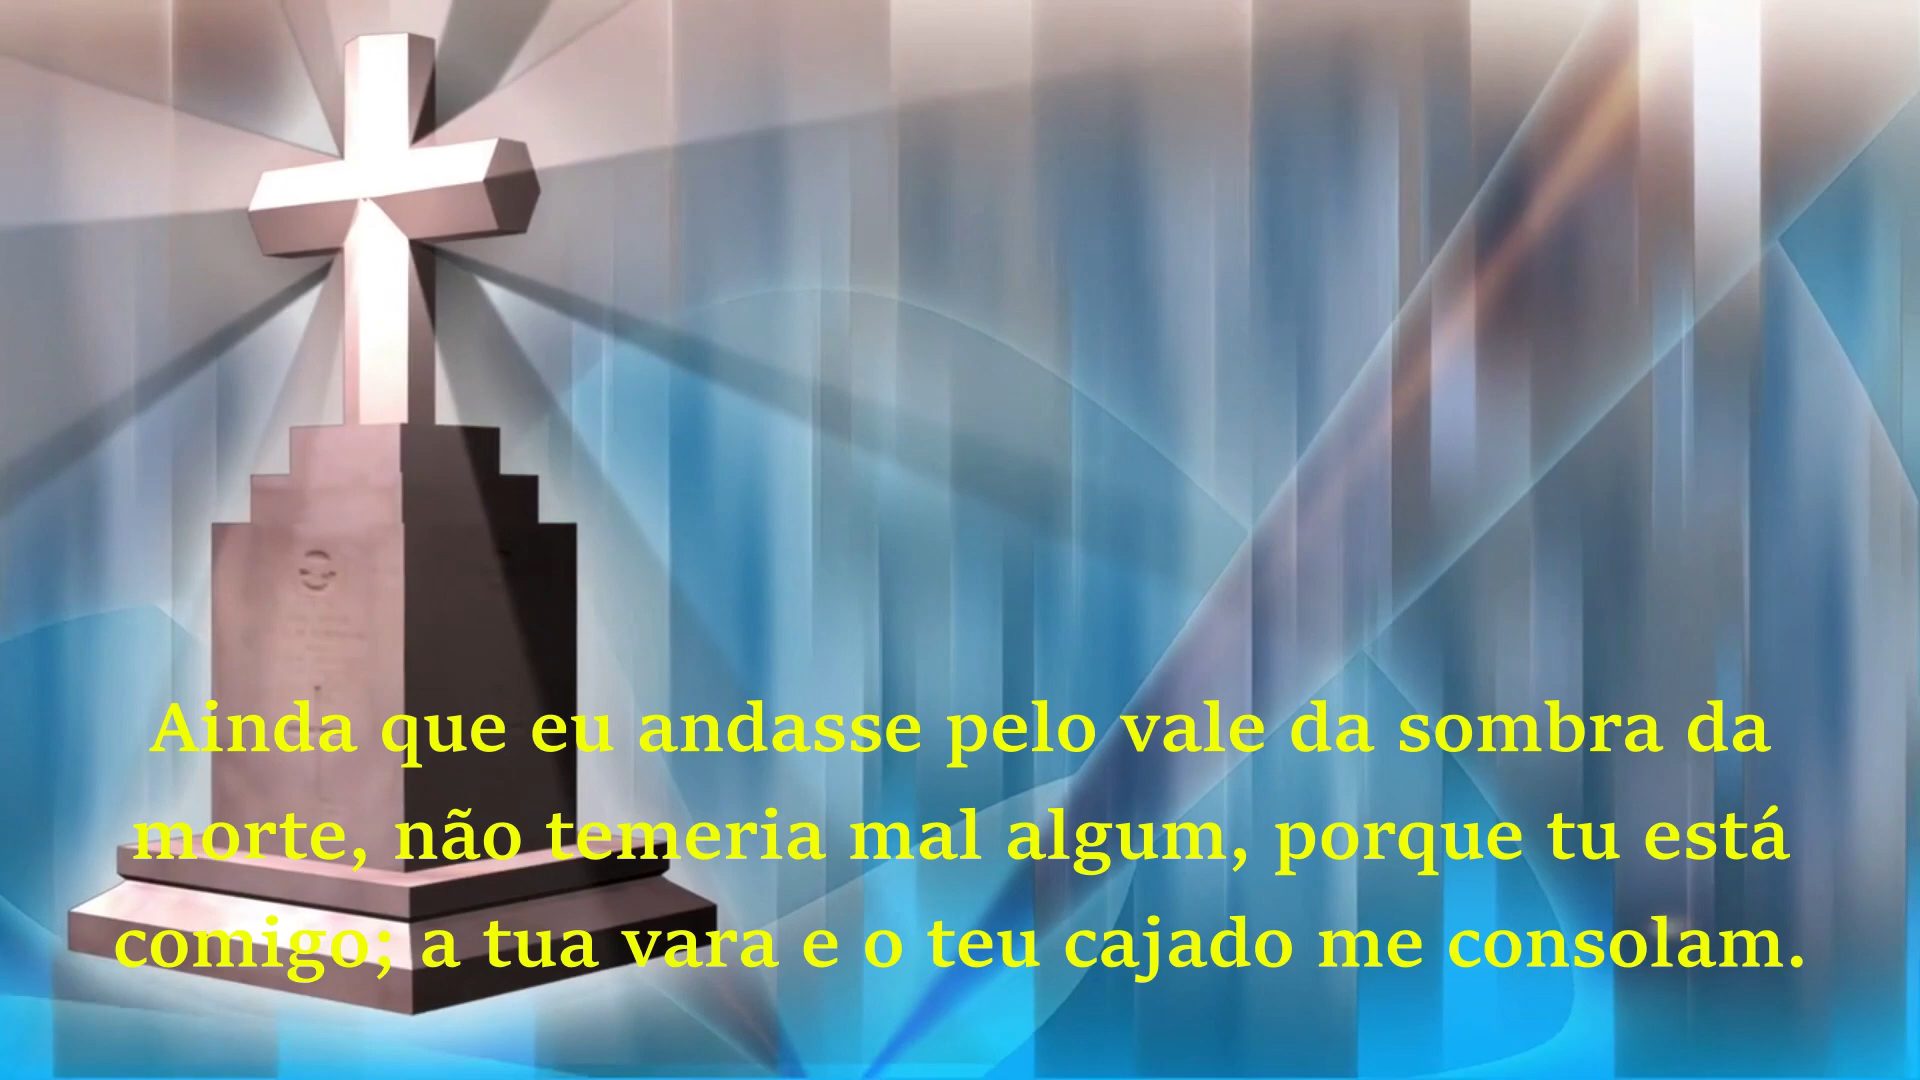 Ainda que eu andasse pelo vale da sombra da
morte, não temeria mal algum, porque tu está
comigo; a tua vara e o teu cajado me consolam.